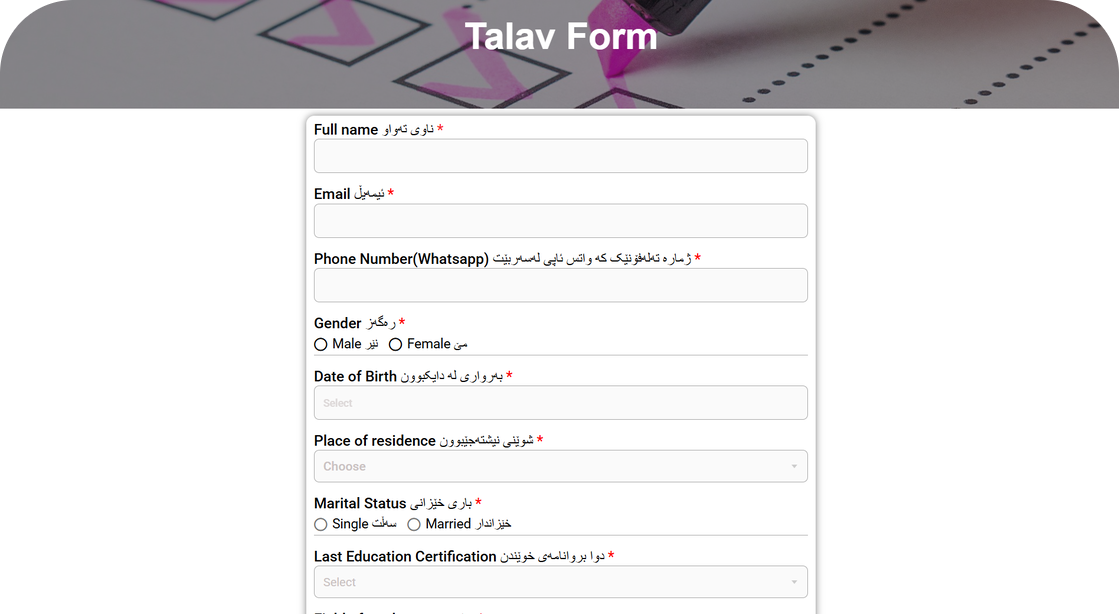 Talav Form
Full name ناوی تەواو *
Email ئیمەیڵ *
Phone Number(Whatsapp) ژمارە تەلەفۆنێک کە واتس ئاپی لەسەربێت *
Gender رەگەز *
Male نێر Female مێ
Date of Birth بەرواری لە دایکبوون *
Select
Place of residence شوێنی نیشتەجێبوون *
Choose
Marital Status باری خێزانی *
Single سەڵت Married خێزاندار
Last Education Certification دوا بروانامەی خوێندن *
Select